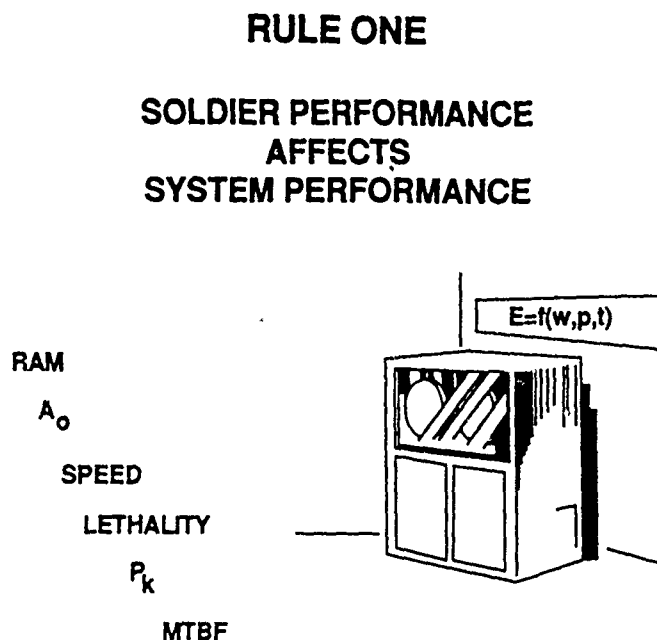 RULE ONE
SOLDIER PERFORMANCE
AFFECTS
SYSTEM PERFORMANCE
E=f(w,p,t)
RAM
Ao
SPEED
LETHALITY
Pk
MTBF